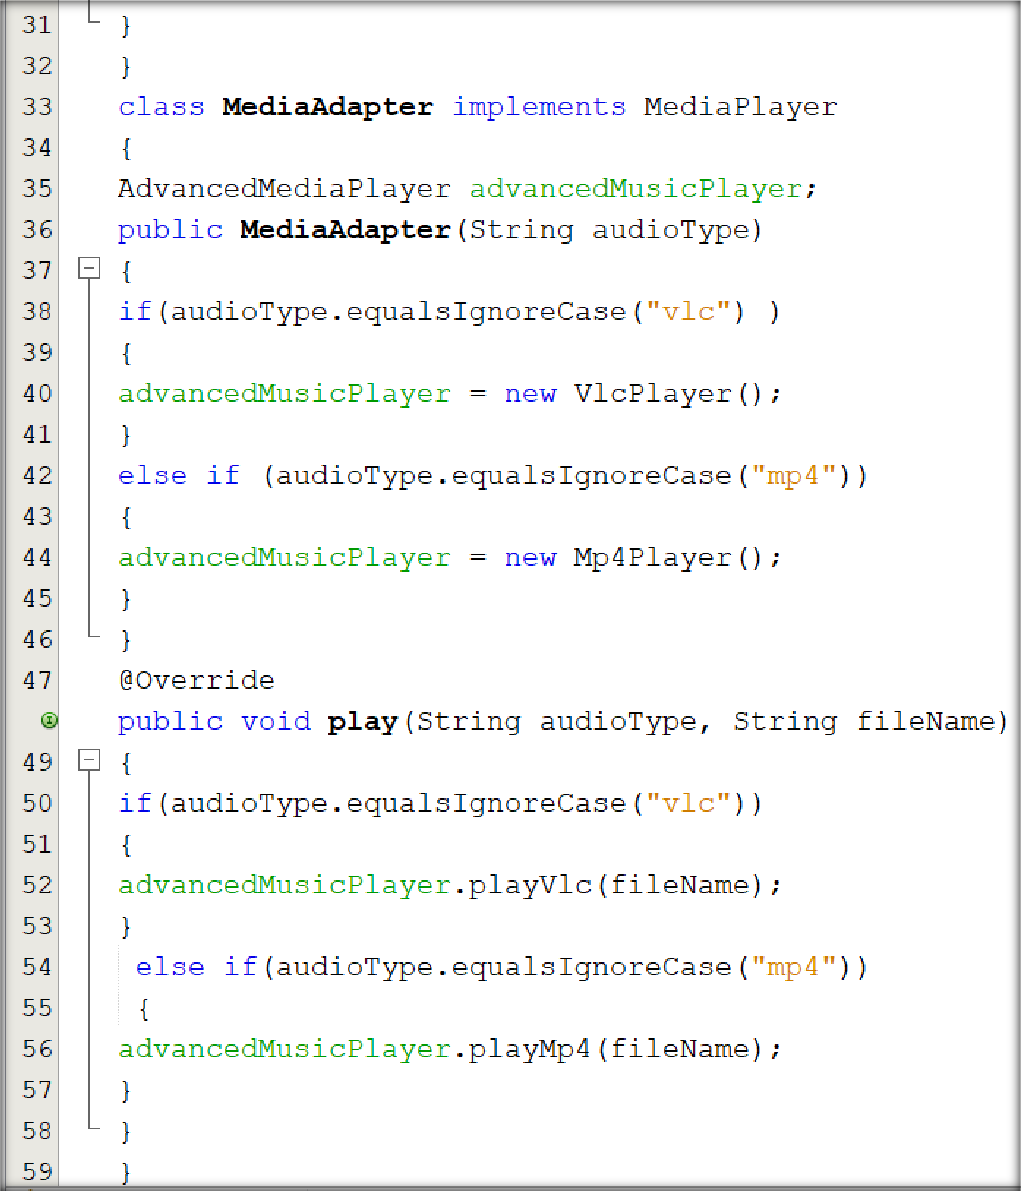 31 }
32 }
33 class MediaAdapter implements MediaPlayer
34 {
35 AdvancedMediaPlayer advancedMusicPlayer;
36 public MediaAdapter(String audioType)
37 {
38 if(audioType.equalsIgnoreCase("vlc") )
39 {
40 advancedMusicPlayer = new VlcPlayer();
41 }
42 else if (audioType.equalsIgnoreCase("mp4"))
43 {
44 advancedMusicPlayer = new Mp4Player();
45 }
46 }
47 @Override
public void play(String audioType, String fileName)
49 {
50 if(audioType.equalsIgnoreCase("vlc"))
51 {
52 advancedMusicPlayer.playVlc(fileName);
53 }
54 else if(audioType.equalsIgnoreCase("mp4"))
55 {
56 advancedMusicPlayer.playMp4(fileName);
57 }
58 }
59 }